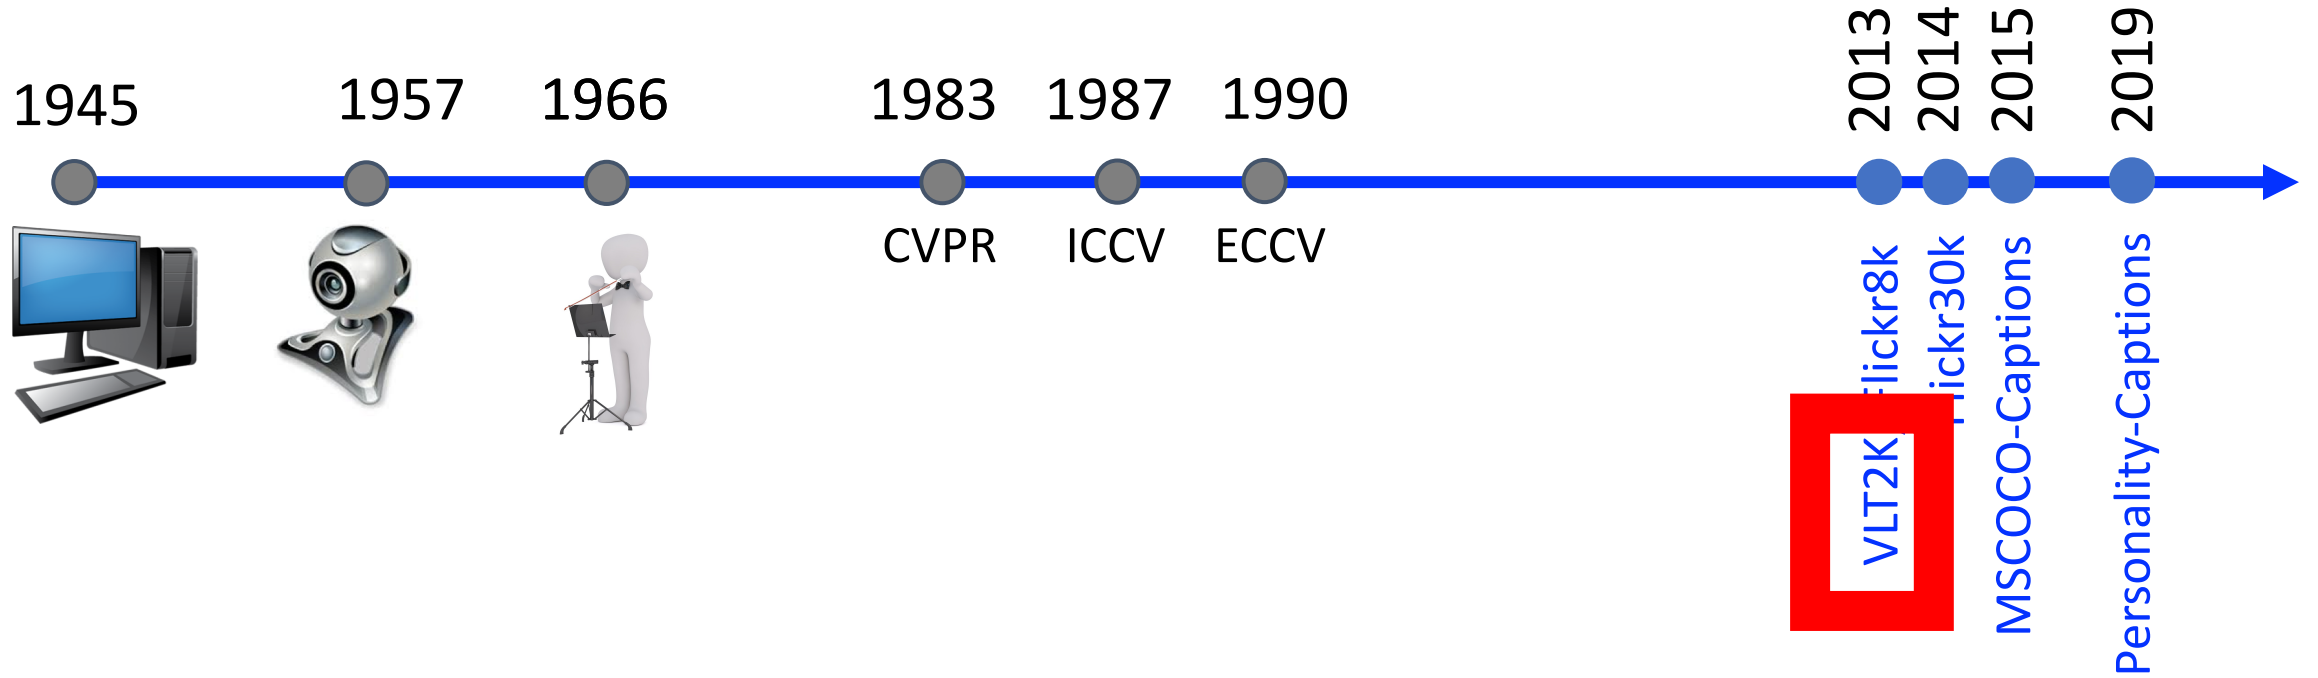 1945
1957
1966
1983
1987
1990
2013
2014
2015
2019
CVPR
ICCV
ECCV
VLT2K
Flickr8k
Flickr30k
MSCOCO-Captions
Personality-Captions